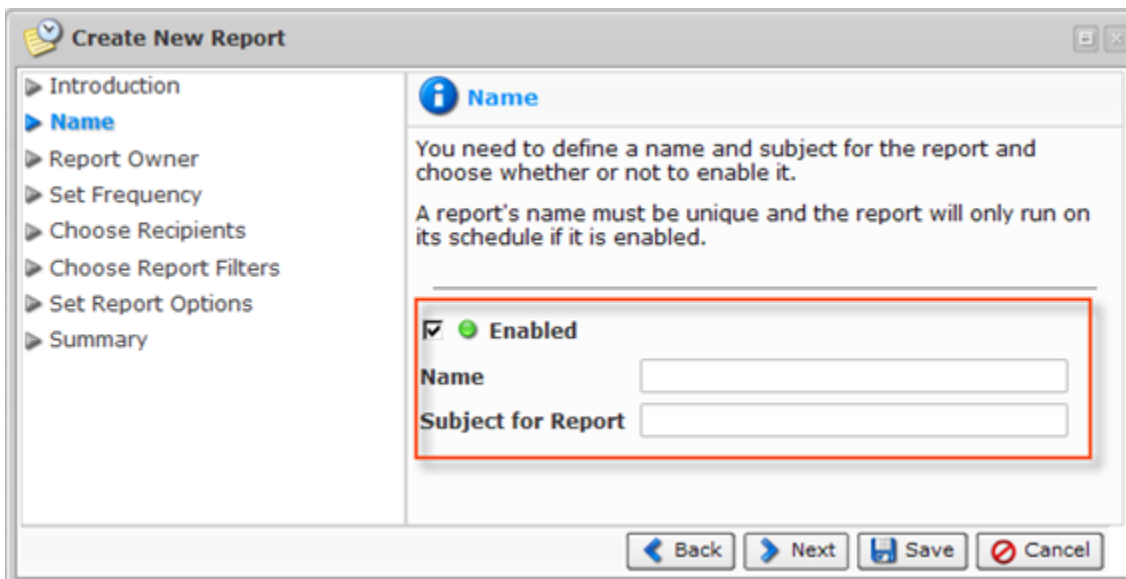 Create New Report
Introduction
Name
Report Owner
Set Frequency
Choose Recipients
Choose Report Filters
Set Report Options
Summary
Name
You need to define a name and subject for the report and
choose whether or not to enable it.
A report's name must be unique and the report will only run on
its schedule if it is enabled.
Enabled
Name
Subject for Report
Back Next Save Cancel